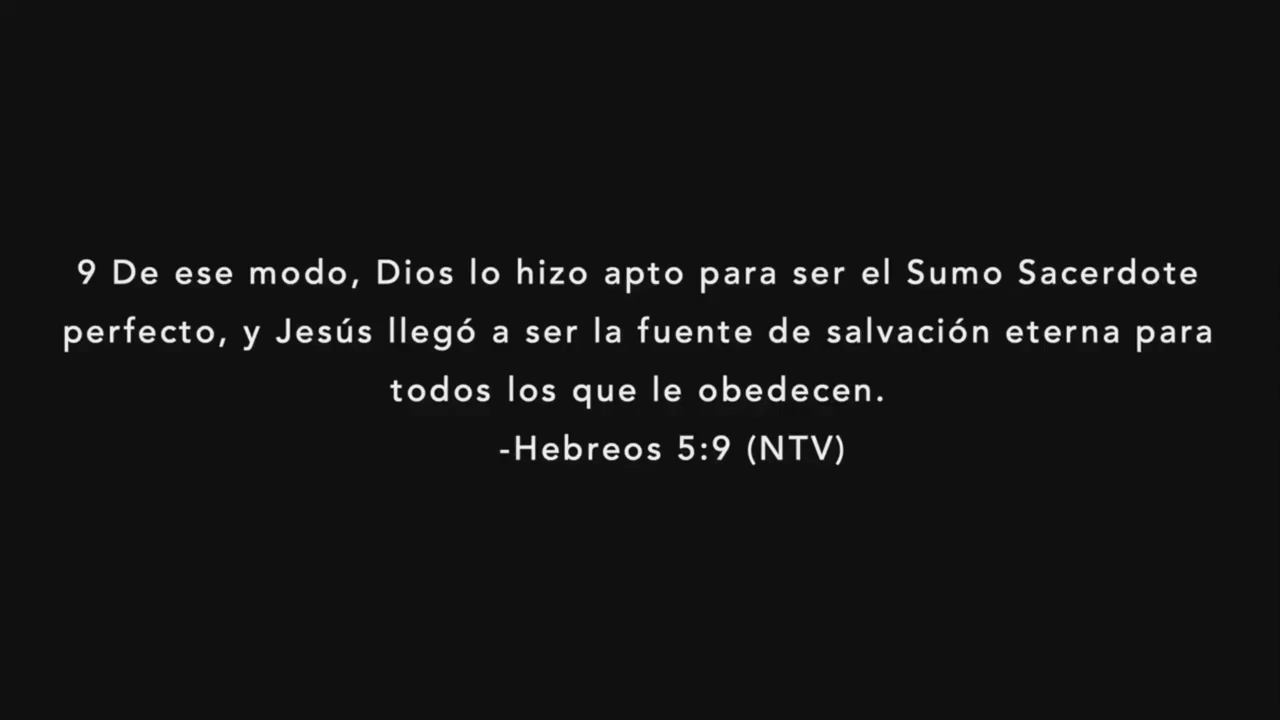 9 De ese modo, Dios lo hizo apto para ser el Sumo Sacerdote
perfecto, y Jesús llegó a ser la fuente de salvación eterna para
todos los que le obedecen.
-Hebreos 5:9 (NTV)